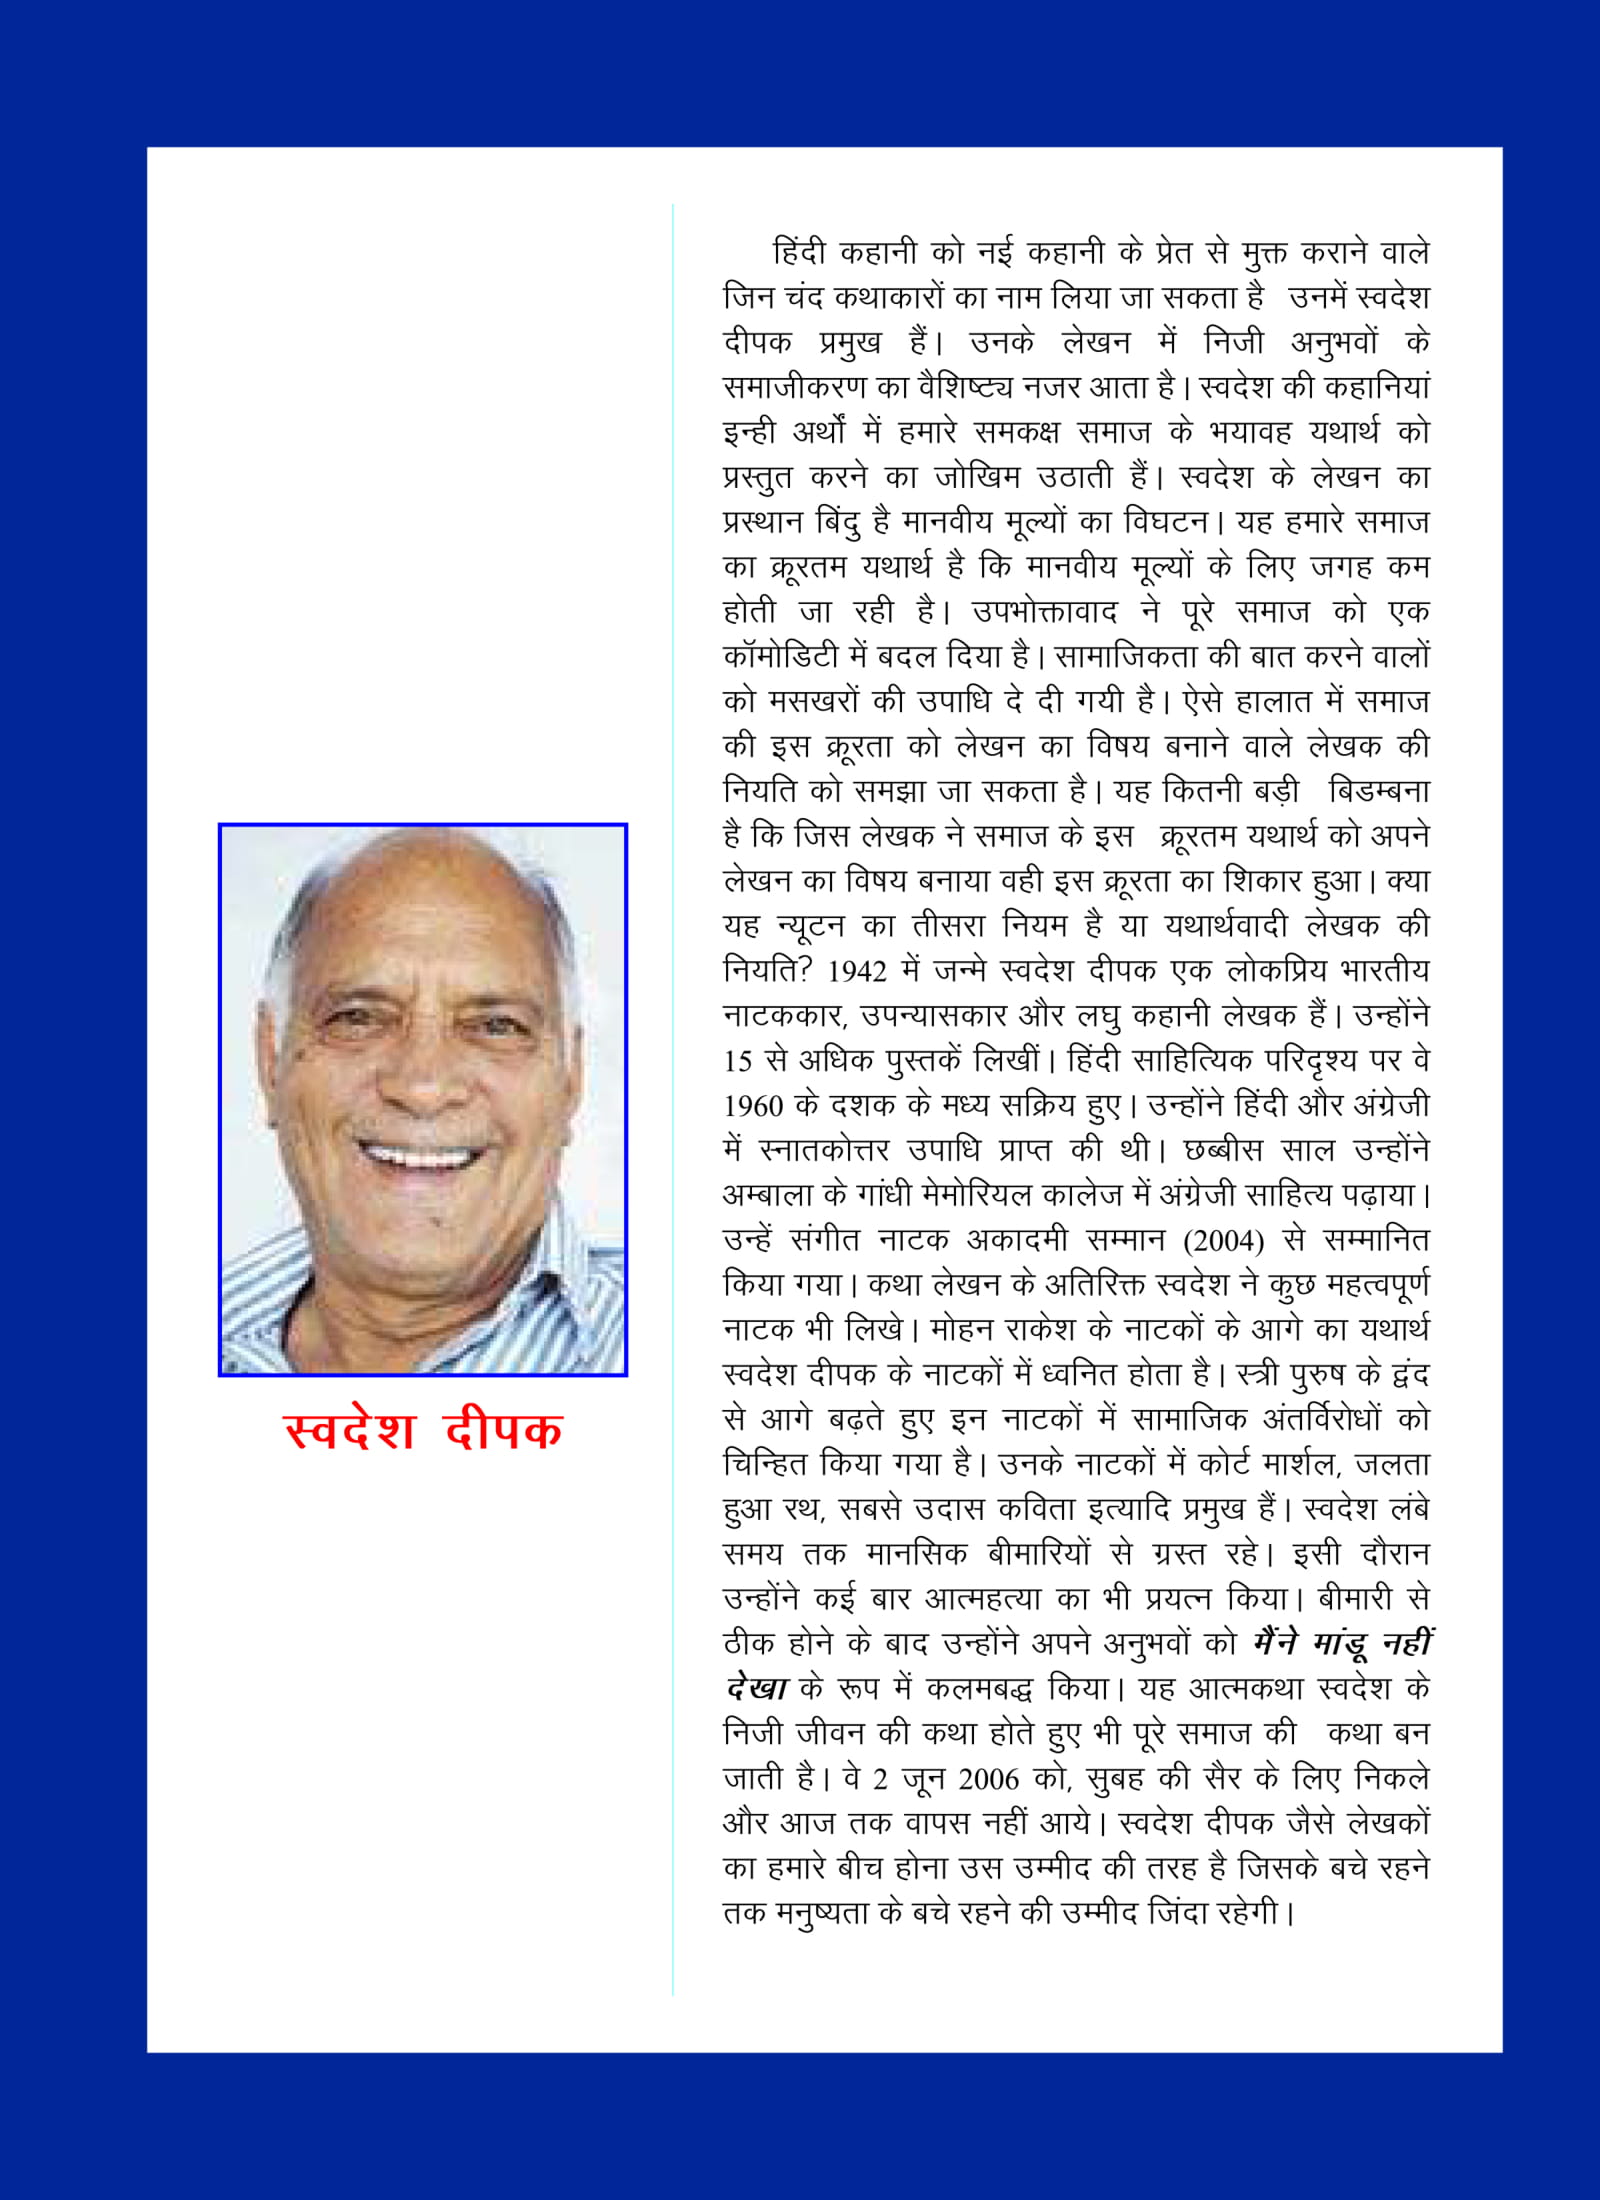 हिंदी कहानी को नई कहानी के प्रेत से मुक्त कराने वाले
जिन चंद कथाकारों का नाम लिया जा सकता है उनमें स्वदेश
दीपक प्रमुख हैं। उनके लेखन में निजी अनुभवों के
समाजीकरण का वैशिष्ट्य नजर आता है। स्वदेश की कहानियां
इन्ही अर्थों में हमारे समकक्ष समाज के भयावह यथार्थ को
प्रस्तुत करने का जोखिम उठाती हैं। स्वदेश के लेखन का
प्रस्थान बिंदु है मानवीय मूल्यों का विघटन। यह हमारे समाज
का क्रूरतम यथार्थ है कि मानवीय मूल्यों के लिए जगह कम
होती जा रही है। उपभोक्तावाद ने पूरे समाज को एक
कॉमोडिटी में बदल दिया है। सामाजिकता की बात करने वालों
को मसखरों की उपाधि दे दी गयी है। ऐसे हालात में समाज
की इस क्रूरता को लेखन का विषय बनाने वाले लेखक की
नियति को समझा जा सकता है। यह कितनी बड़ी बिडम्बना
है कि जिस लेखक ने समाज के इस क्रूरतम यथार्थ को अपने
लेखन का विषय बनाया वही इस क्रूरता का शिकार हुआ। क्या
यह न्यूटन का तीसरा नियम है या यथार्थवादी लेखक की
नियति? 1942 में जन्मे स्वदेश दीपक एक लोकप्रिय भारतीय
नाटककार, उपन्यासकार और लघु कहानी लेखक हैं। उन्होंने
15 से अधिक पुस्तकें लिखीं। हिंदी साहित्यिक परिदृश्य पर वे
1960 के दशक के मध्य सक्रिय हुए। उन्होंने हिंदी और अंग्रेजी
में स्नातकोत्तर उपाधि प्राप्त की थी। छब्बीस साल उन्होंने
अम्बाला के गांधी मेमोरियल कालेज में अंग्रेजी साहित्य पढ़ाया।
उन्हें संगीत नाटक अकादमी सम्मान (2004) से सम्मानित
किया गया। कथा लेखन के अतिरिक्त स्वदेश ने कुछ महत्वपूर्ण
नाटक भी लिखे। मोहन राकेश के नाटकों के आगे का यथार्थ
स्वदेश दीपक के नाटकों में ध्वनित होता है। स्त्री पुरुष के द्वंद
से आगे बढ़ते हुए इन नाटकों में सामाजिक अंतर्विरोधों को
चिन्हित किया गया है। उनके नाटकों में कोर्ट मार्शल, जलता
हुआ रथ, सबसे उदास कविता इत्यादि प्रमुख हैं। स्वदेश लंबे
समय तक मानसिक बीमारियों से ग्रस्त रहे। इसी दौरान
उन्होंने कई बार आत्महत्या का भी प्रयत्न किया। बीमारी से
ठीक होने के बाद उन्होंने अपने अनुभवों को मैंने मांडू नहीं
देखा के रूप में कलमबद्ध किया। यह आत्मकथा स्वदेश के
निजी जीवन की कथा होते हुए भी पूरे समाज की कथा बन
जाती है। वे 2 जून 2006 को, सुबह की सैर के लिए निकले
और आज तक वापस नहीं आये। स्वदेश दीपक जैसे लेखकों
का हमारे बीच होना उस उम्मीद की तरह है जिसके बचे रहने
तक मनुष्यता के बचे रहने की उम्मीद जिंदा रहेगी।
स्वदेश दीपक